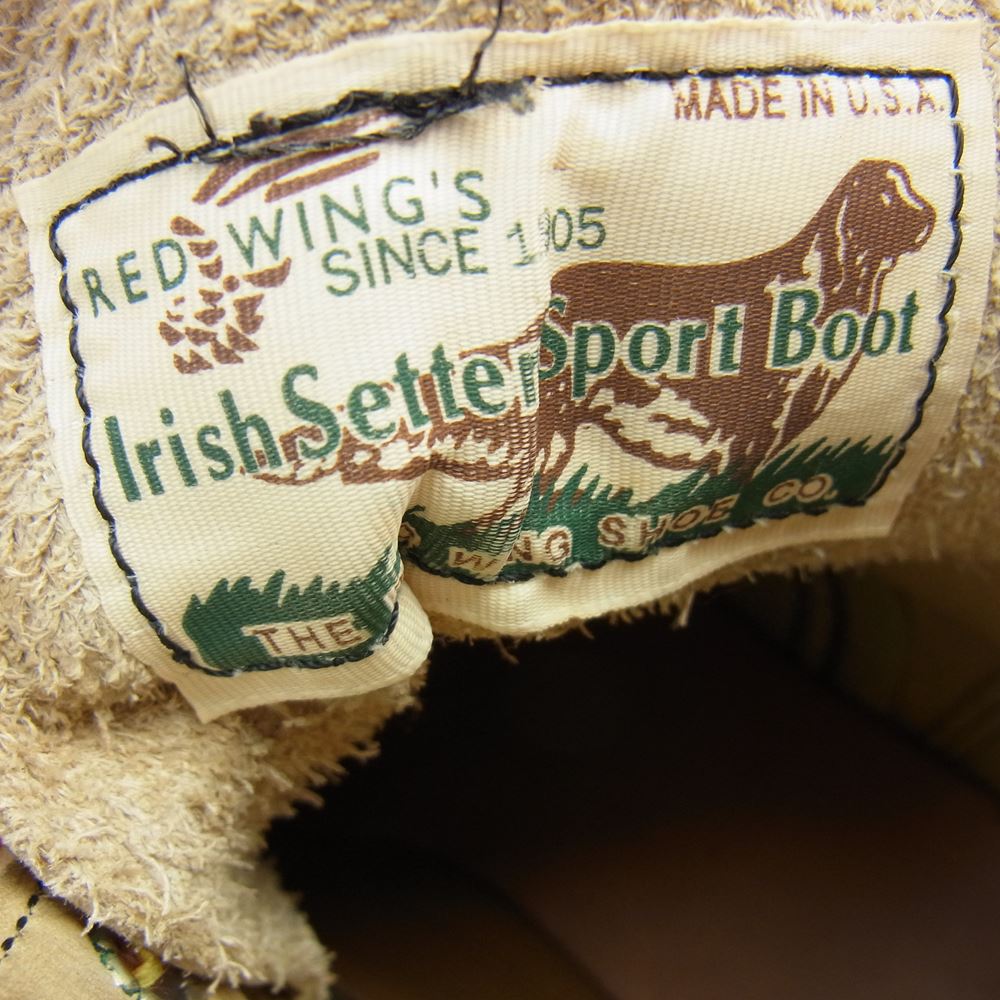 MADE IN U.S.A.
RED WING'S
SINCE 1905
Irish Setter Sport Boot
THE WING SHOE CO.